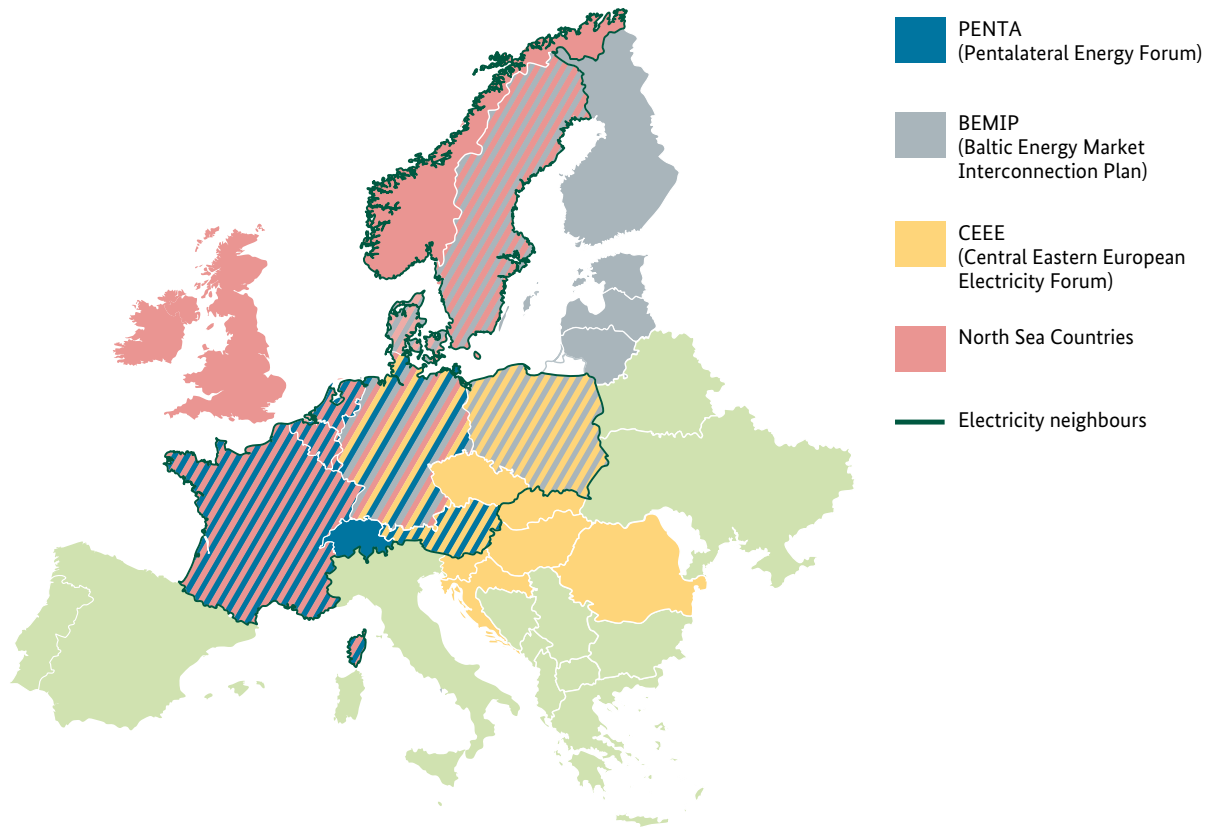 PENTA
(Pentalateral Energy Forum)
BEMIP
(Baltic Energy Market
Interconnection Plan)
CEEE
(Central Eastern European
Electricity Forum)
North Sea Countries
Electricity neighbours